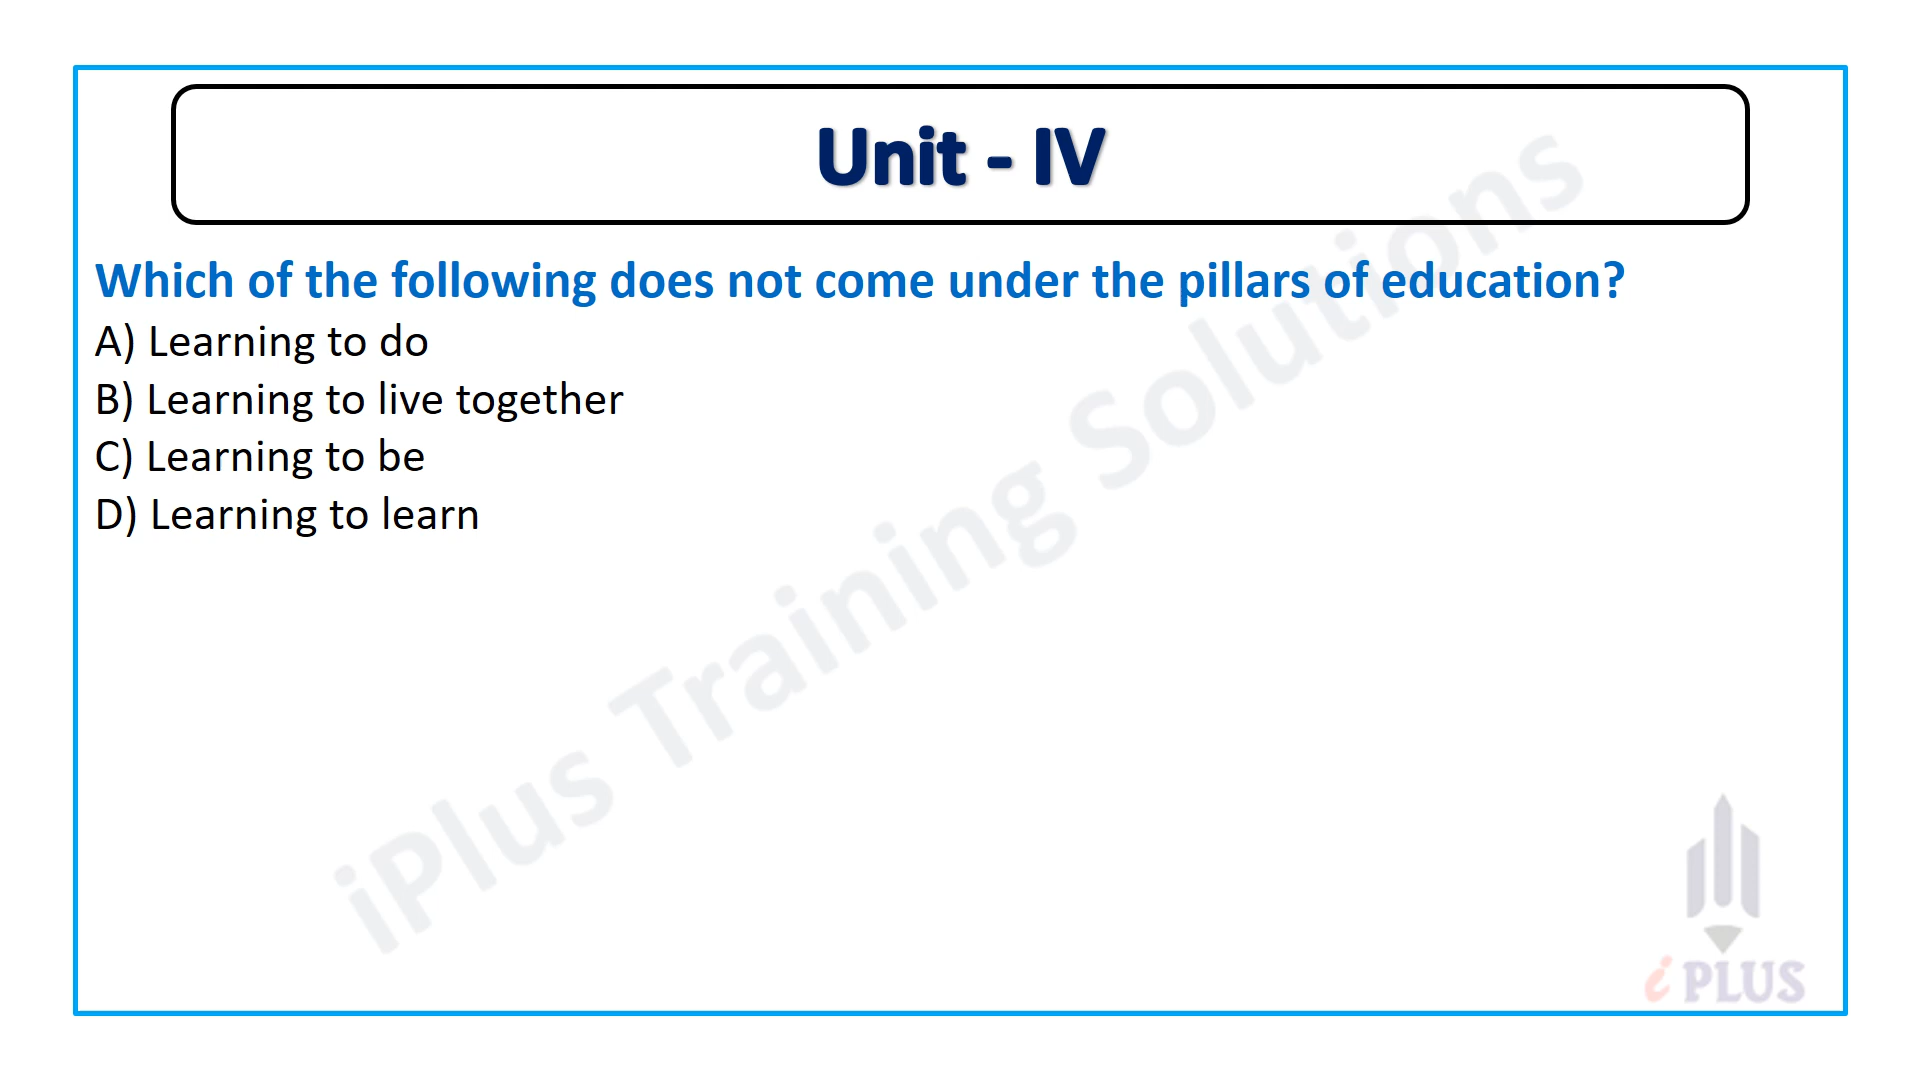 Unit - IV
Which of the following does not come under the pillars of education?
A) Learning to do
B) Learning to live together
C) Learning to be
D) Learning to learn
iPlus Training Solutions
i PLUS